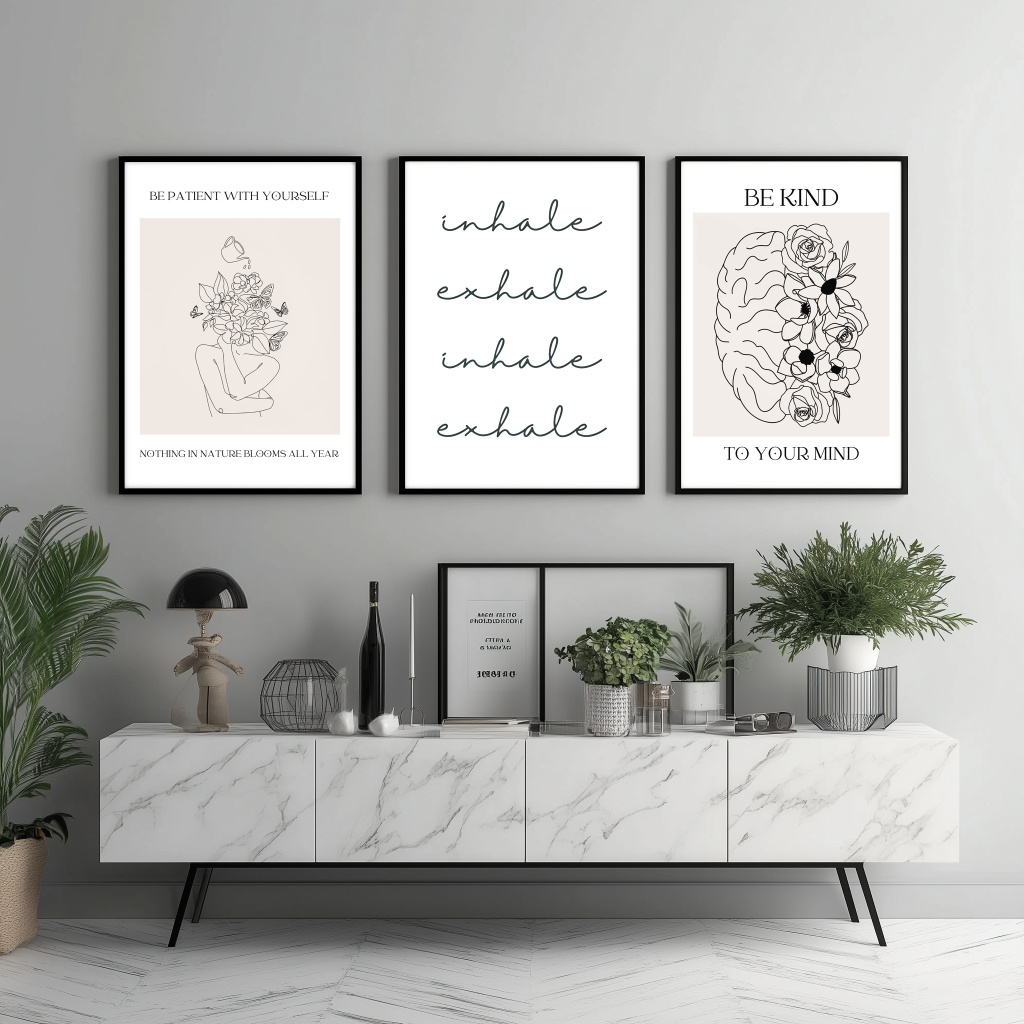 BE PATIENT WITH YOURSELF
NOTHING IN NATURE BLOOMS ALL YEAR
inhale
exhale
inhale
exhale
BE KIND
TO YOUR MIND